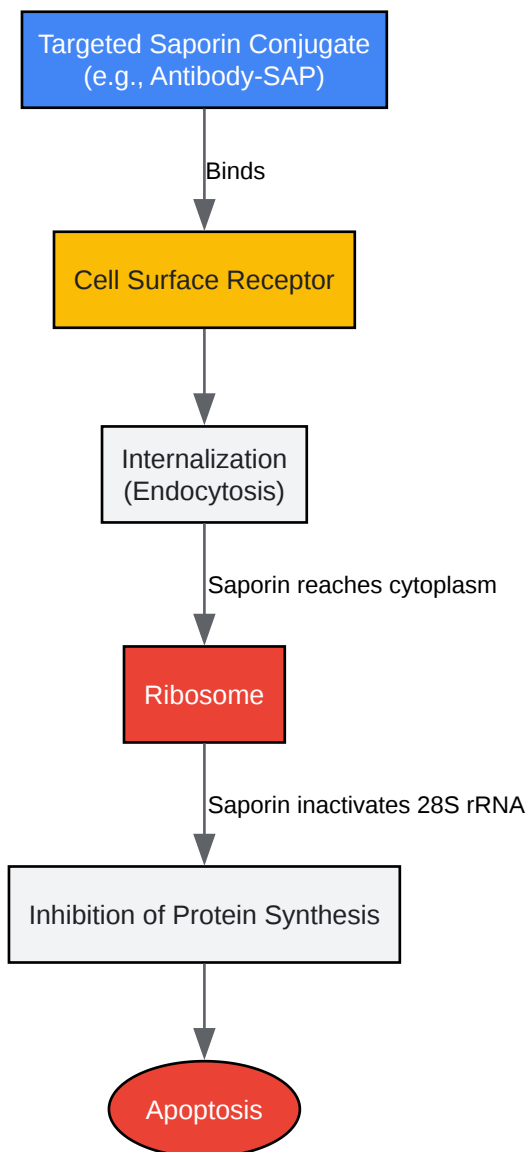 Targeted Saporin Conjugate
(e.g., Antibody-SAP)
Binds
Cell Surface Receptor
Internalization
(Endocytosis)
Saporin reaches cytoplasm
Ribosome
Saporin inactivates 28S rRNA
Inhibition of Protein Synthesis
Apoptosis